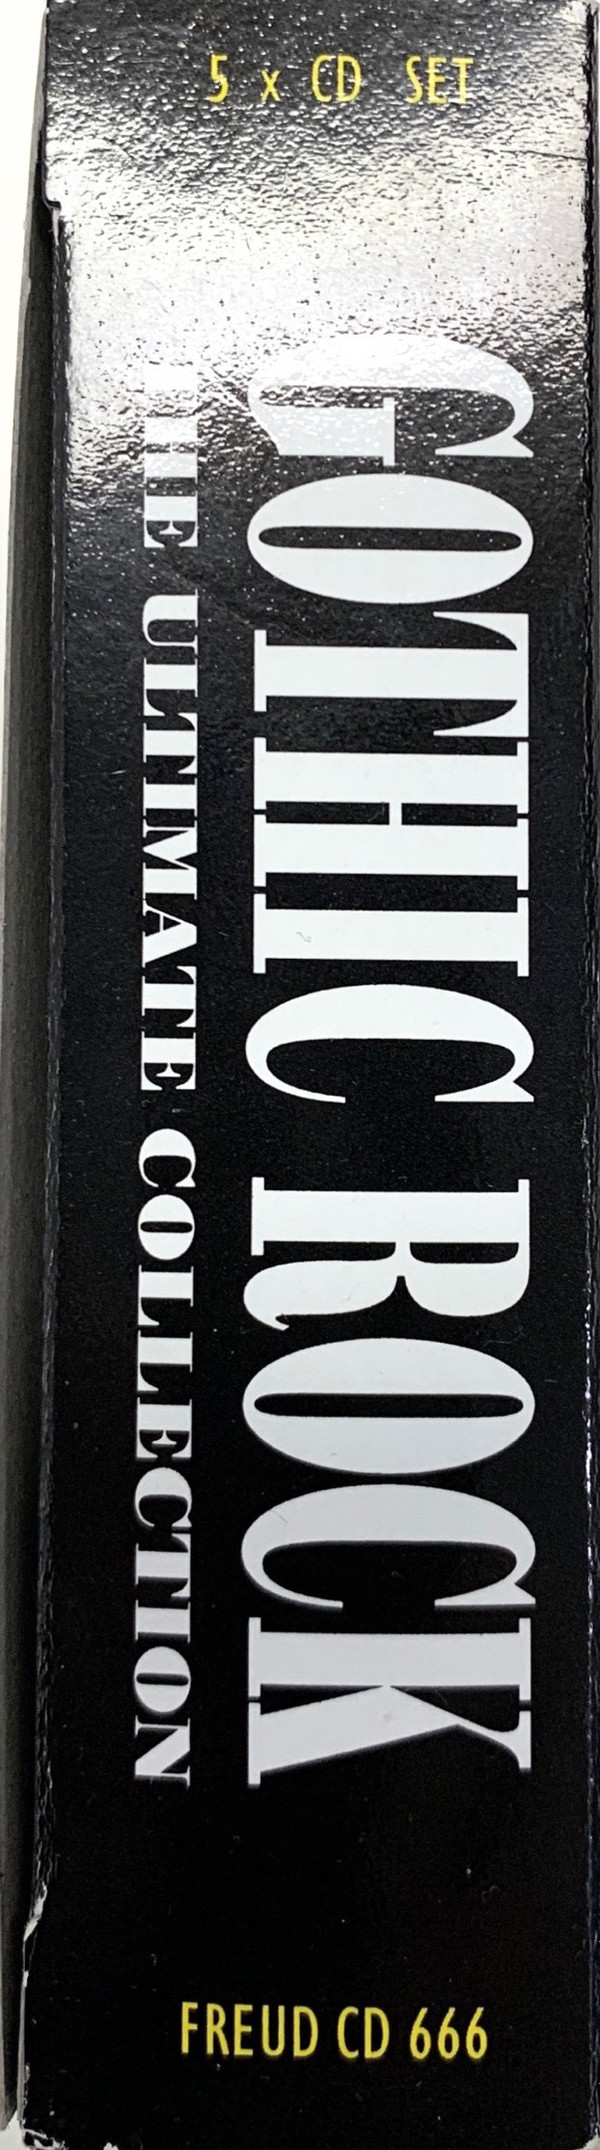 5 x CD SET
GOTHIC ROCK
THE ULTIMATE COLLECTION
FREUD CD 666